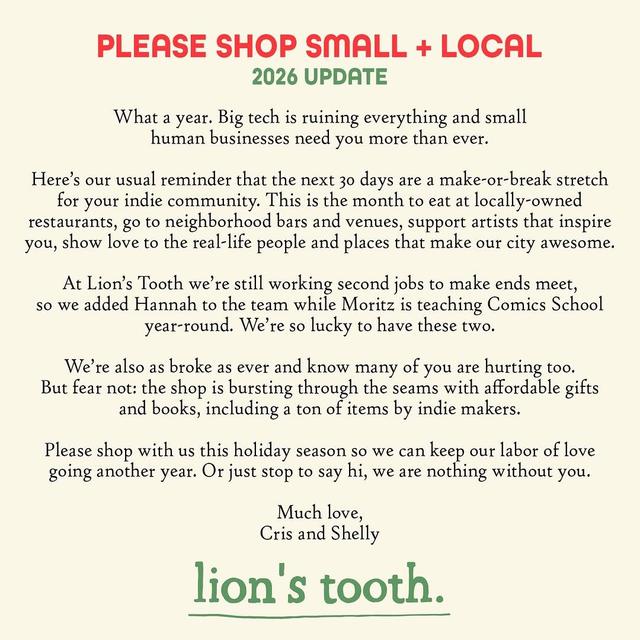 PLEASE SHOP SMALL + LOCAL
2026 UPDATE
What a year. Big tech is ruining everything and small
human businesses need you more than ever.
Here's our usual reminder that the next 30 days are a make-or-break stretch
for your indie community. This is the month to eat at locally-owned
restaurants, go to neighborhood bars and venues, support artists that inspire
you, show love to the real-life people and places that make our city awesome.
At Lion's Tooth we're still working second jobs to make ends meet,
so we added Hannah to the team while Moritz is teaching Comics School
year-round. We're so lucky to have these two.
We're also as broke as ever and know many of you are hurting too.
But fear not: the shop is bursting through the seams with affordable gifts
and books, including a ton of items by indie makers.
Please shop with us this holiday season so we can keep our labor of love
going another year. Or just stop to say hi, we are nothing without you.
Much love,
Cris and Shelly
lion's tooth.